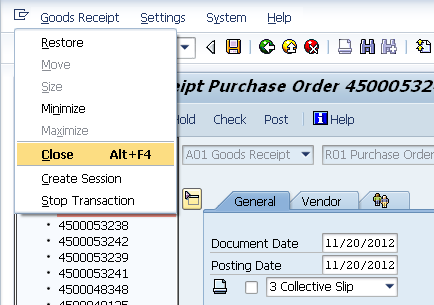 Goods Receipt Settings System Help
Restore
Move
Size
Minimize
Maximize
Close Alt+F4
Create Session
Stop Transaction
eipt Purchase Order 45000532
Hold Check Post Help
A01 Goods Receipt R01 Purchase Order
General Vendor
Document Date 11/20/2012
Posting Date 11/20/2012
3 Collective Slip
4500053238
4500053242
4500053239
4500053241
4500048348